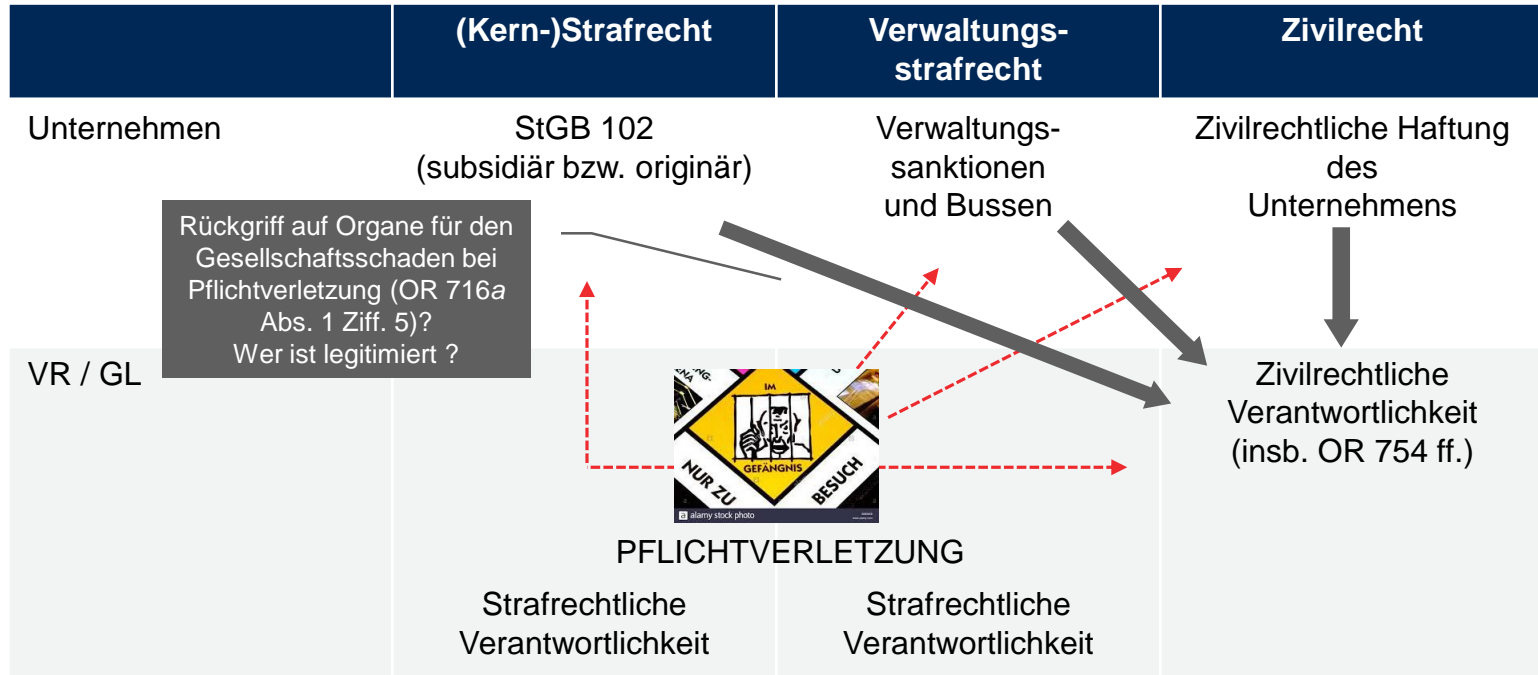 (Kern-)Strafrecht
Verwaltungs-
strafrecht
Zivilrecht
Unternehmen
StGB 102
(subsidiär bzw. originär)
Verwaltungs-
sanktionen
und Bussen
Zivilrechtliche Haftung
des
Unternehmens
Rückgriff auf Organe für den
Gesellschaftsschaden bei
Pflichtverletzung (OR 716a
Abs. 1 Ziff. 5)?
Wer ist legitimiert ?
VR / GL
IM
GEFÄNGNIS
NUR ZU
BESUCH
a alamy stock photo
Zivilrechtliche
Verantwortlichkeit
(insb. OR 754 ff.)
PFLICHTVERLETZUNG
Strafrechtliche
Verantwortlichkeit
Strafrechtliche
Verantwortlichkeit